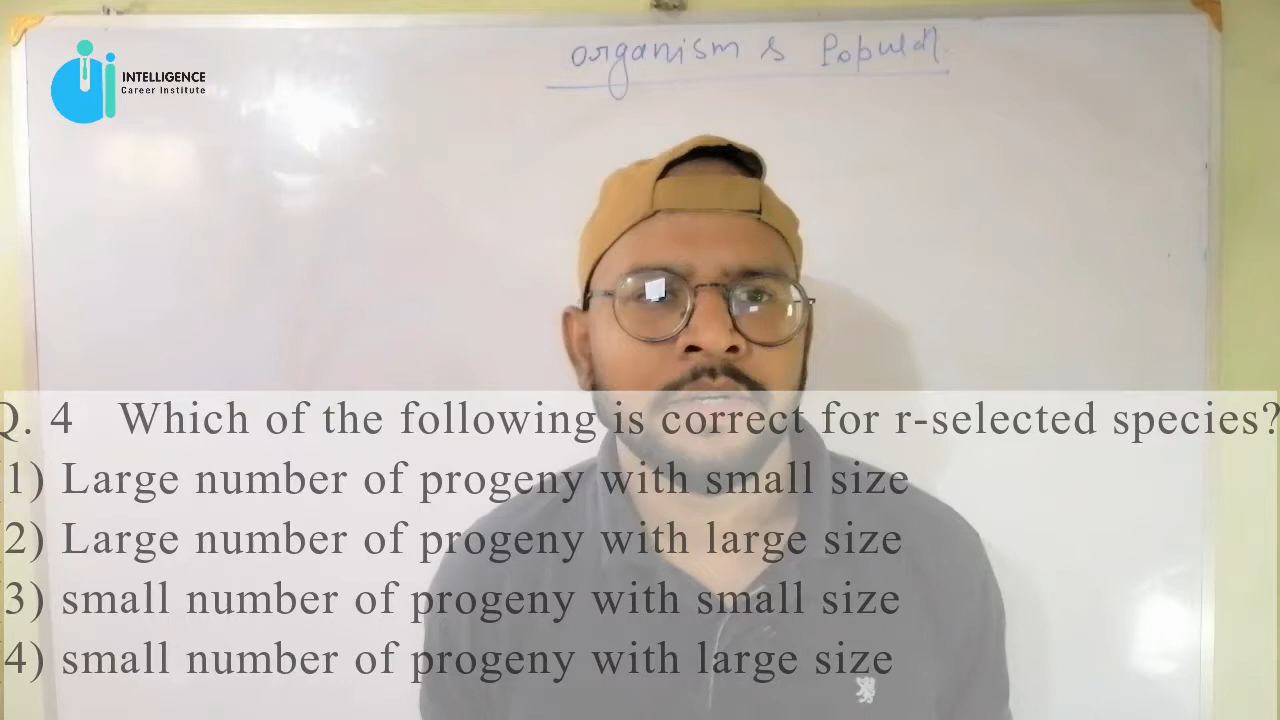 organism &
INTELLIGENCE
Career Institute
Q. 4 Which of the following is correct for r-selected species?
1) Large number of progeny with small size
2) Large number of progeny with large size
3) small number of progeny with small size
4) small number of progeny with large size